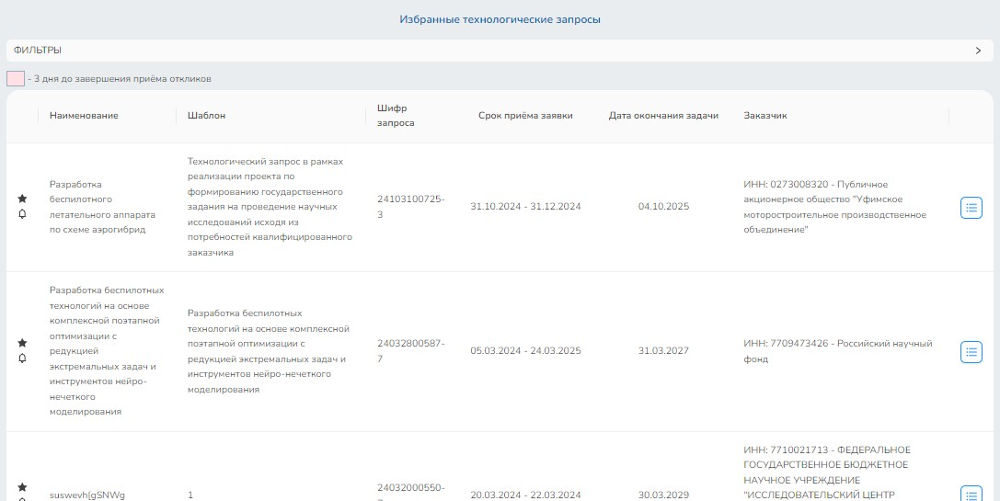 Избранные технологические запросы
ФИЛЬТРЫ
- 3 дня до завершения приёма откликов
Наименование
Шаблон
Шифр
запроса
Срок приёма заявки
Дата окончания задачи
Заказчик
Разработка
беспилотного
летательного аппарата
по схеме аэрогибрид
Технологический запрос в рамках
реализации проекта по
формированию государственного
задания на проведение научных
исследований исходя из
потребностей квалифицированного
заказчика
24103100725-
3
31.10.2024 - 31.12.2024
04.10.2025
ИНН: 0273008320 - Публичное
акционерное общество "Уфимское
моторостроительное производственное
объединение"
Разработка беспилотных
технологий на основе
комплексной поэтапной
оптимизации с
редукцией
экстремальных задач и
инструментов нейро-
нечеткого
моделирования
Разработка беспилотных
технологий на основе комплексной
поэтапной оптимизации с
редукцией экстремальных задач и
инструментов нейро-нечеткого
моделирования
24032800587-
7
05.03.2024 - 24.03.2025
31.03.2027
ИНН: 7709473426 - Российский научный
фонд
suswevh[gSNWg
1
24032000550-
20.03.2024 - 22.03.2024
30.03.2029
ИНН: 7710021713 - ФЕДЕРАЛЬНОЕ
ГОСУДАРСТВЕННОЕ БЮДЖЕТНОЕ
НАУЧНОЕ УЧРЕЖДЕНИЕ
"ИССЛЕДОВАТЕЛЬСКИЙ ЦЕНТР